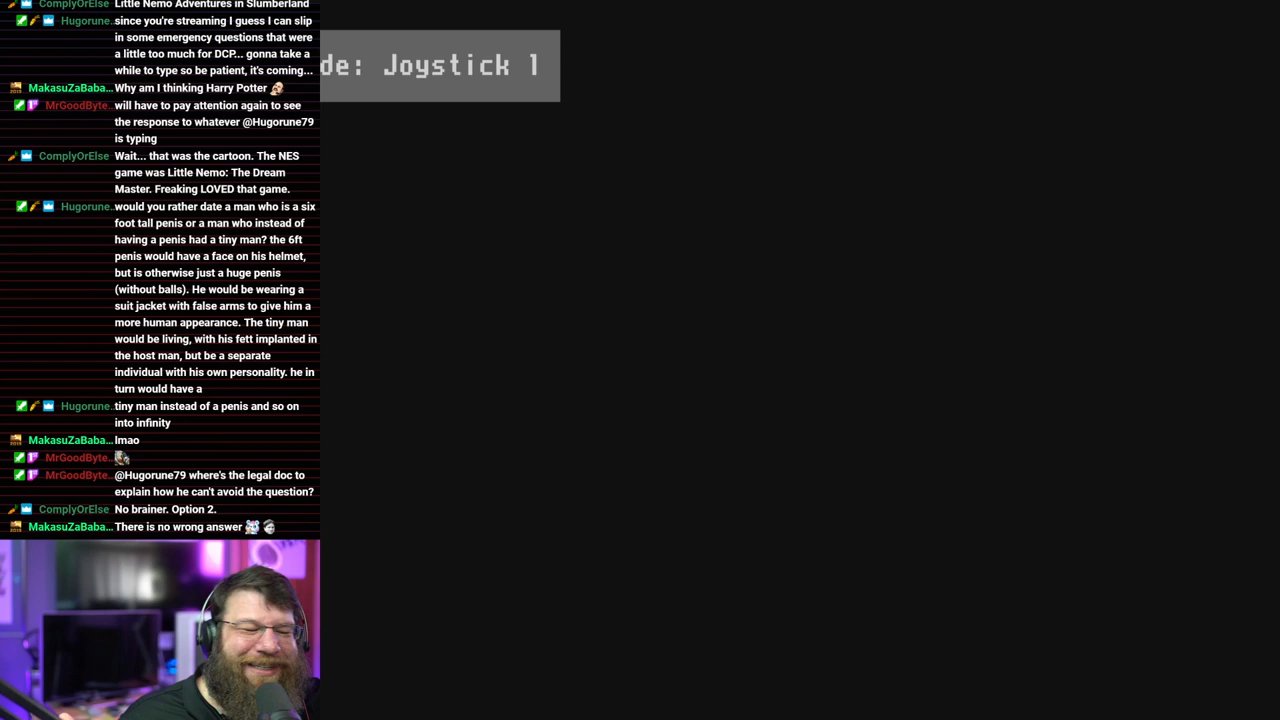 ComplyOrElse Little Nemo Adventures in Slumberland
Hugorune... since you're streaming I guess I can slip
in some emergency questions that were
a little too much for DCP... gonna take a
while to type so be patient, it's coming...
MakasuZaBaba... Why am I thinking Harry Potter
MrGoodByte... will have to pay attention again to see
the response to whatever @Hugorune79
is typing
ComplyOrElse Wait... that was the cartoon. The NES
game was Little Nemo: The Dream
Master. Freaking LOVED that game.
Hugorune... would you rather date a man who is a six
foot tall penis or a man who instead of
having a penis had a tiny man? the 6ft
penis would have a face on his helmet,
but is otherwise just a huge penis
(without balls). He would be wearing a
suit jacket with false arms to give him a
more human appearance. The tiny man
would be living, with his fett implanted in
the host man, but be a separate
individual with his own personality. he in
turn would have a
Hugorune... tiny man instead of a penis and so on
into infinity
MakasuZaBaba... lmao
MrGoodByte...
MrGoodByte... @Hugorune79 where's the legal doc to
explain how he can't avoid the question?
ComplyOrElse No brainer. Option 2.
MakasuZaBaba... There is no wrong answer
de: Joystick 1